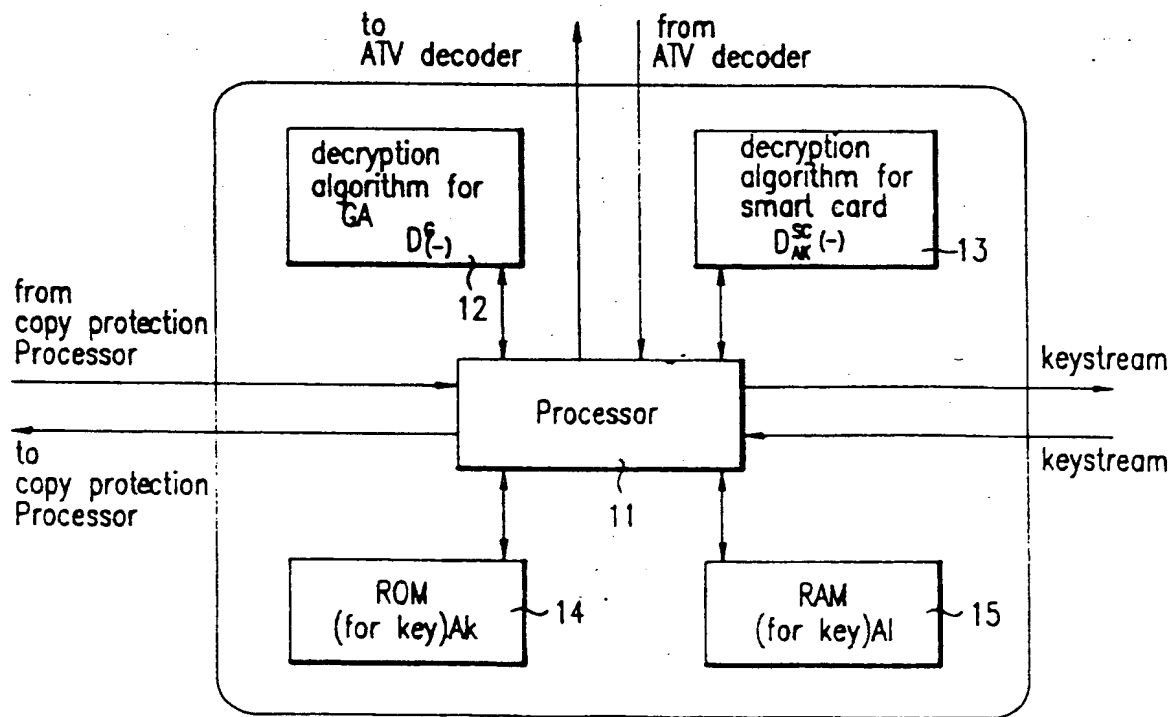 to
ATV decoder
from
ATV decoder
decryption
algorithm for
GA
D^G(-)
12
decryption
algorithm for
smart card
D^SC_AK(-)
13
from
copy protection
Processor
to
copy protection
Processor
Processor
11
keystream
keystream
ROM
(for key)Ak
14
RAM
(for key)Al
15